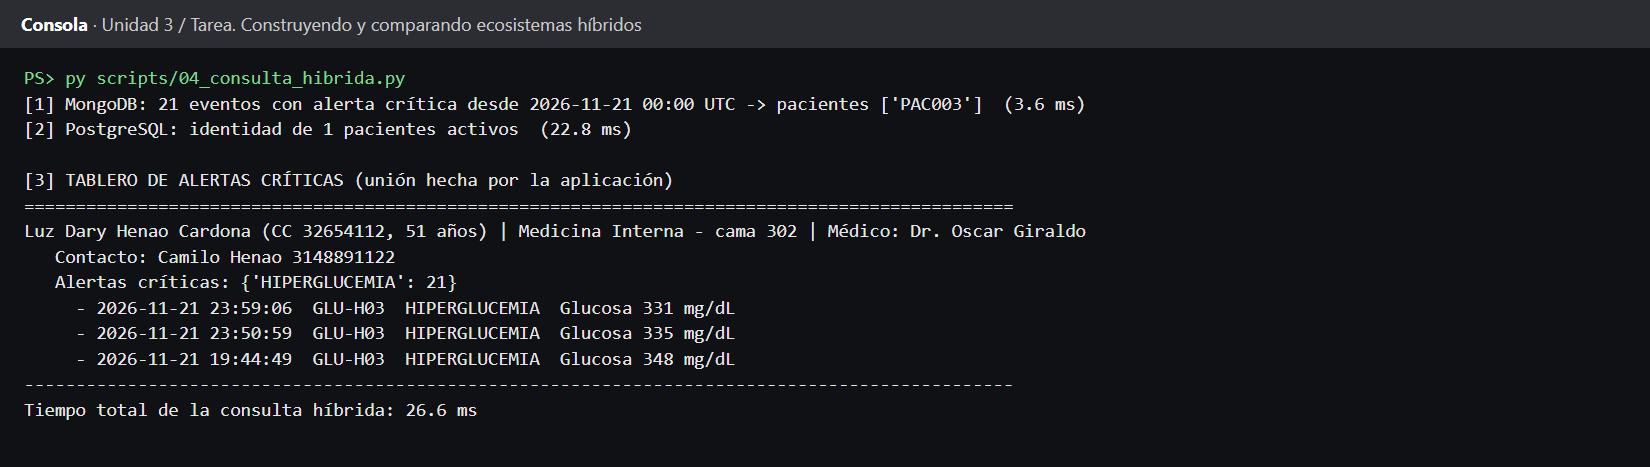 Consola · Unidad 3 / Tarea. Construyendo y comparando ecosistemas híbridos
PS> py scripts/04_consulta_hibrida.py
[1] MongoDB: 21 eventos con alerta crítica desde 2026-11-21 00:00 UTC -> pacientes ['PAC003']  (3.6 ms)
[2] PostgreSQL: identidad de 1 pacientes activos  (22.8 ms)
[3] TABLERO DE ALERTAS CRÍTICAS (unión hecha por la aplicación)
================================================================================================
Luz Dary Henao Cardona (CC 32654112, 51 años) | Medicina Interna - cama 302 | Médico: Dr. Oscar Giraldo
   Contacto: Camilo Henao 3148891122
   Alertas críticas: {'HIPERGLUCEMIA': 21}
     - 2026-11-21 23:59:06  GLU-H03  HIPERGLUCEMIA  Glucosa 331 mg/dL
     - 2026-11-21 23:50:59  GLU-H03  HIPERGLUCEMIA  Glucosa 335 mg/dL
     - 2026-11-21 19:44:49  GLU-H03  HIPERGLUCEMIA  Glucosa 348 mg/dL
------------------------------------------------------------------------------------------------
Tiempo total de la consulta híbrida: 26.6 ms